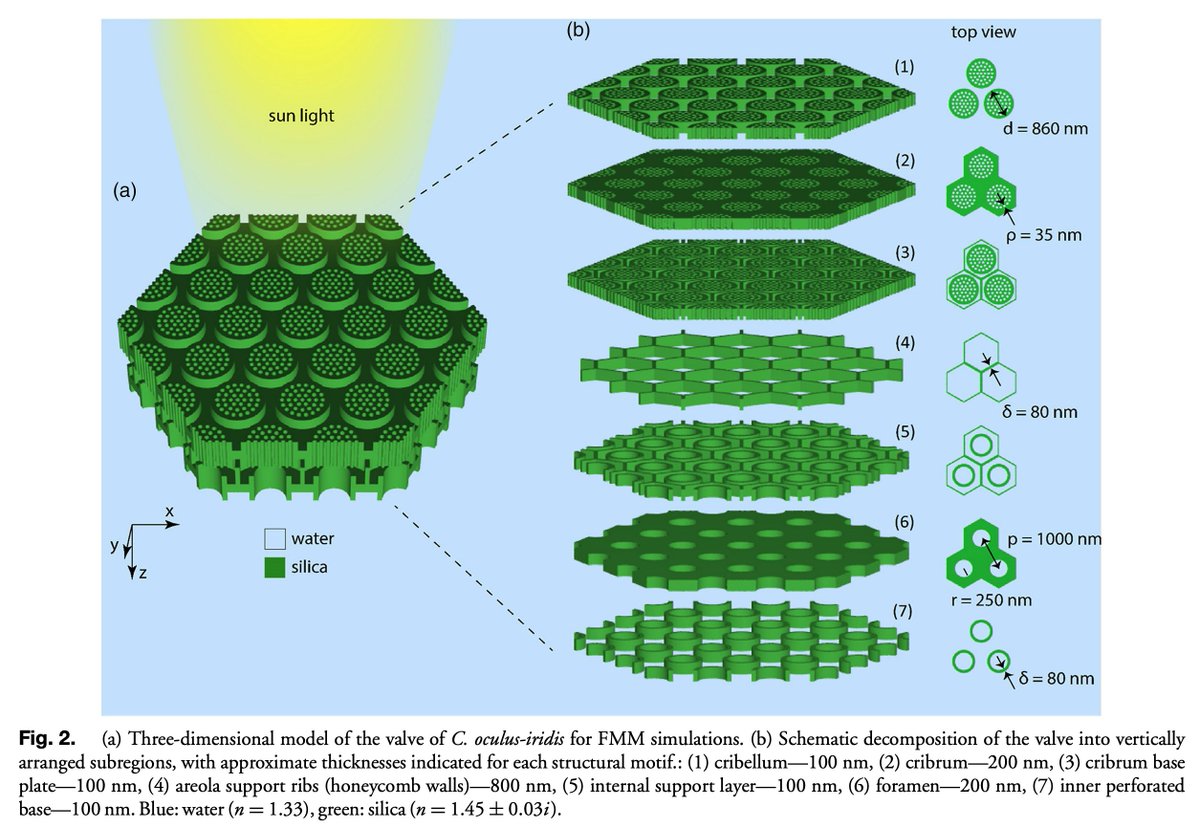 (a)
sun light
x
y
z
water
silica
(b)
top view
(1)
d = 860 nm
(2)
ρ = 35 nm
(3)
(4)
δ = 80 nm
(5)
(6)
p = 1000 nm
r = 250 nm
(7)
δ = 80 nm
Fig. 2. (a) Three-dimensional model of the valve of C. oculus-iridis for FMM simulations. (b) Schematic decomposition of the valve into vertically
arranged subregions, with approximate thicknesses indicated for each structural motif.: (1) cribellum—100 nm, (2) cribrum—200 nm, (3) cribrum base
plate—100 nm, (4) areola support ribs (honeycomb walls)—800 nm, (5) internal support layer—100 nm, (6) foramen—200 nm, (7) inner perforated
base—100 nm. Blue: water (n = 1.33), green: silica (n = 1.45 ± 0.03i).